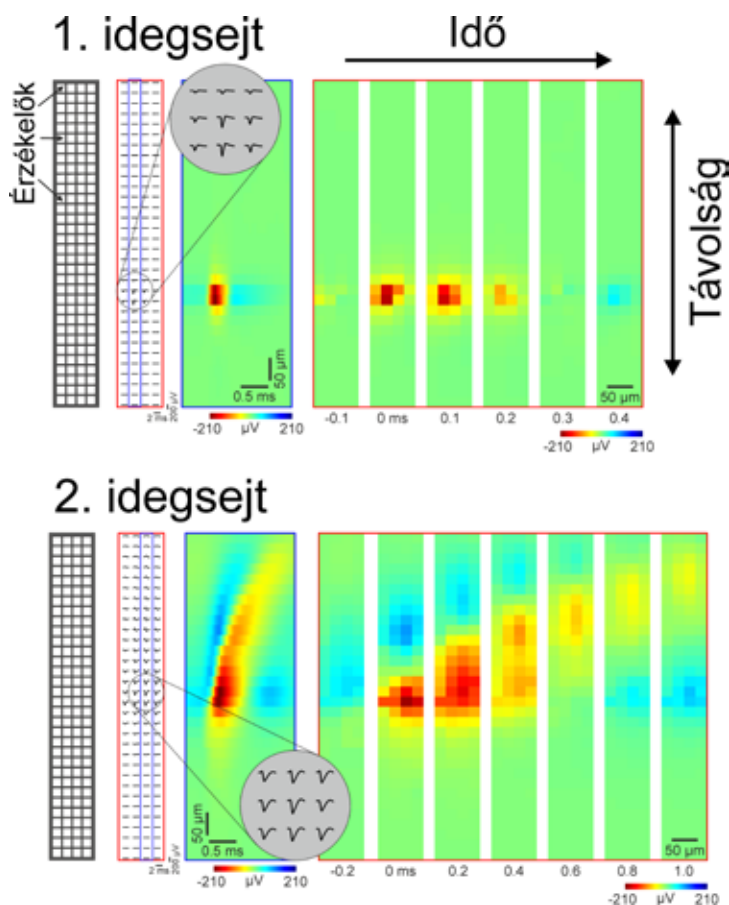 1. idegsejt
Idő
Érzékelők
Távolság
2 ms
200 µV
0.5 ms
50 µm
-210 µV 210
-0.1 0 ms 0.1 0.2 0.3 0.4
50 µm
-210 µV 210
2. idegsejt
2 ms
200 µV
50 µm
0.5 ms
-210 µV 210
-0.2 0 ms 0.2 0.4 0.6 0.8 1.0
50 µm
-210 µV 210